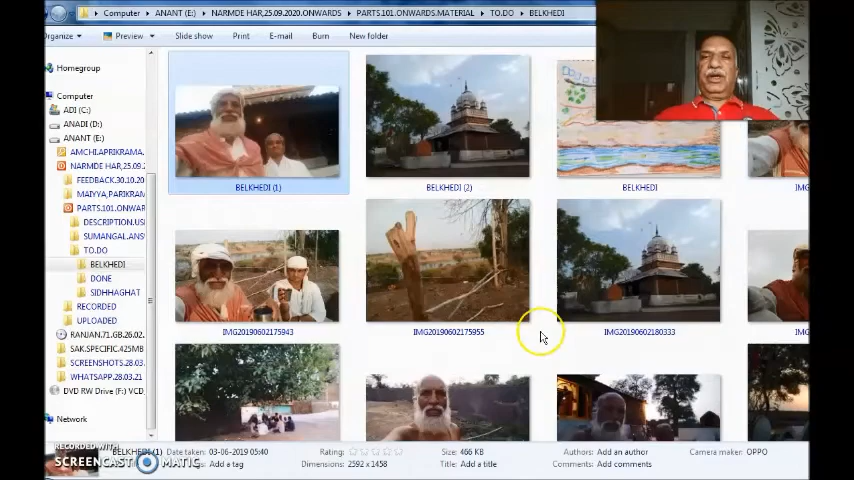 Computer ▸ ANANT (E:) ▸ NARMDE HAR,25.09.2020.ONWARDS ▸ PARTS.101.ONWARDS.MATERIAL ▸ TO.DO ▸ BELKHEDI
Organize Preview Slide show Print E-mail Burn New folder
Homegroup
Computer
ADI (C:)
ANADI (D:)
ANANT (E:)
AMCHI.APRIKRAMA.
NARMDE HAR,25.09.2
FEEDBACK.30.10.20
MAIYYA,PARIKRAM
PARTS.101.ONWAR
DESCRIPTION.US
SUMANGAL.ANS
TO.DO
BELKHEDI
DONE
SIDHHAGHAT
RECORDED
UPLOADED
RANJAN.71.GB.26.02.
SAK.SPECIFIC.425MB
SCREENSHOTS.28.03.
WHATSAPP.28.03.21
DVD RW Drive (F:) VCD
Network
BELKHEDI (1) BELKHEDI (2) BELKHEDI IMG
IMG20190602175943 IMG20190602175955 IMG20190602180333 IMG
BELKHEDI (1) Date taken: 03-06-2019 05:40 Rating: Size: 466 KB Authors: Add an author Camera maker: OPPO
Add a tag Dimensions: 2592 x 1458 Title: Add a title Comments: Add comments
RECORDED WITH
SCREENCAST MATIC